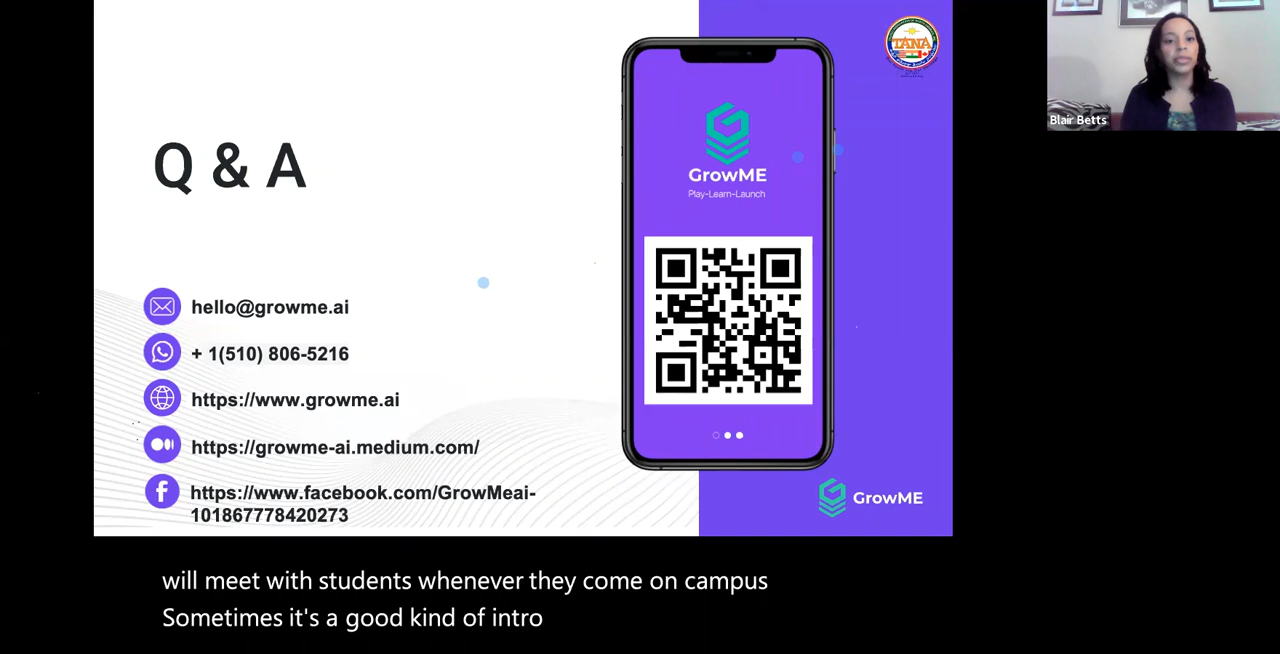 TANA
Blair Betts
Q & A
GrowME
Play-Learn-Launch
hello@growme.ai
+ 1(510) 806-5216
https://www.growme.ai
https://growme-ai.medium.com/
https://www.facebook.com/GrowMeai-
101867778420273
GrowME
will meet with students whenever they come on campus
Sometimes it's a good kind of intro